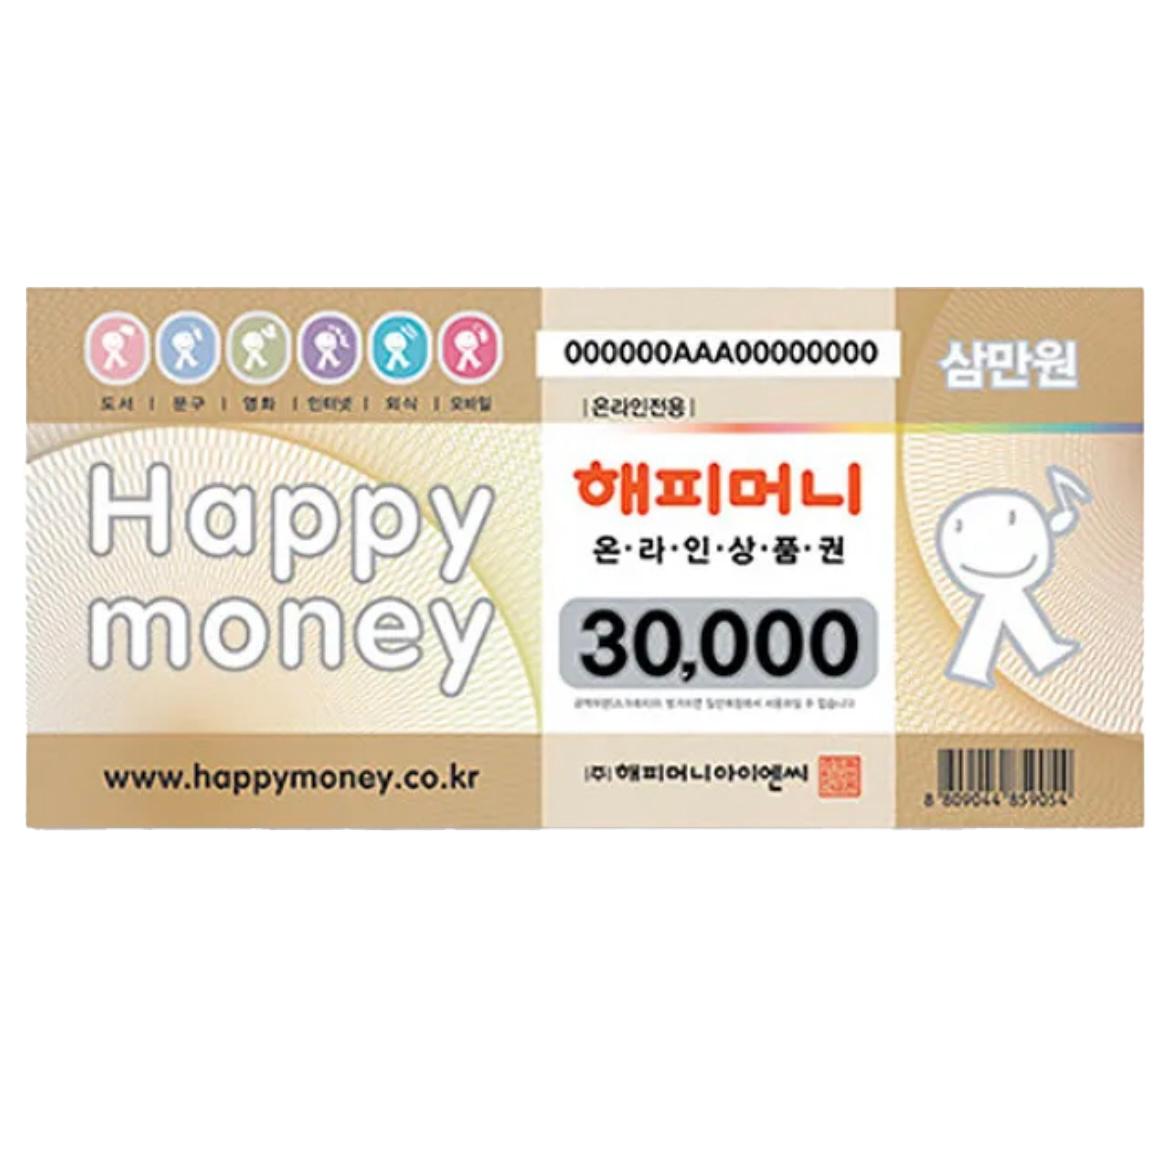 도서 | 문구 | 영화 | 인터넷 | 외식 | 모바일
000000AAA00000000
|온라인전용|
삼만원
Happy
money
해피머니
온·라·인·상·품·권
30,000
www.happymoney.co.kr
(주)해피머니아이엔씨
8 809044 859054